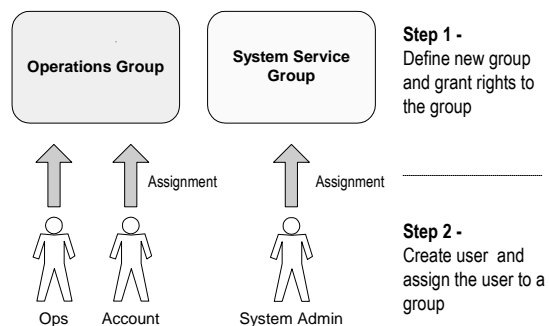 Operations Group
System Service
Group
Step 1 -
Define new group
and grant rights to
the group
Assignment
Assignment
Step 2 -
Create user and
assign the user to a
group
Ops
Account
System Admin